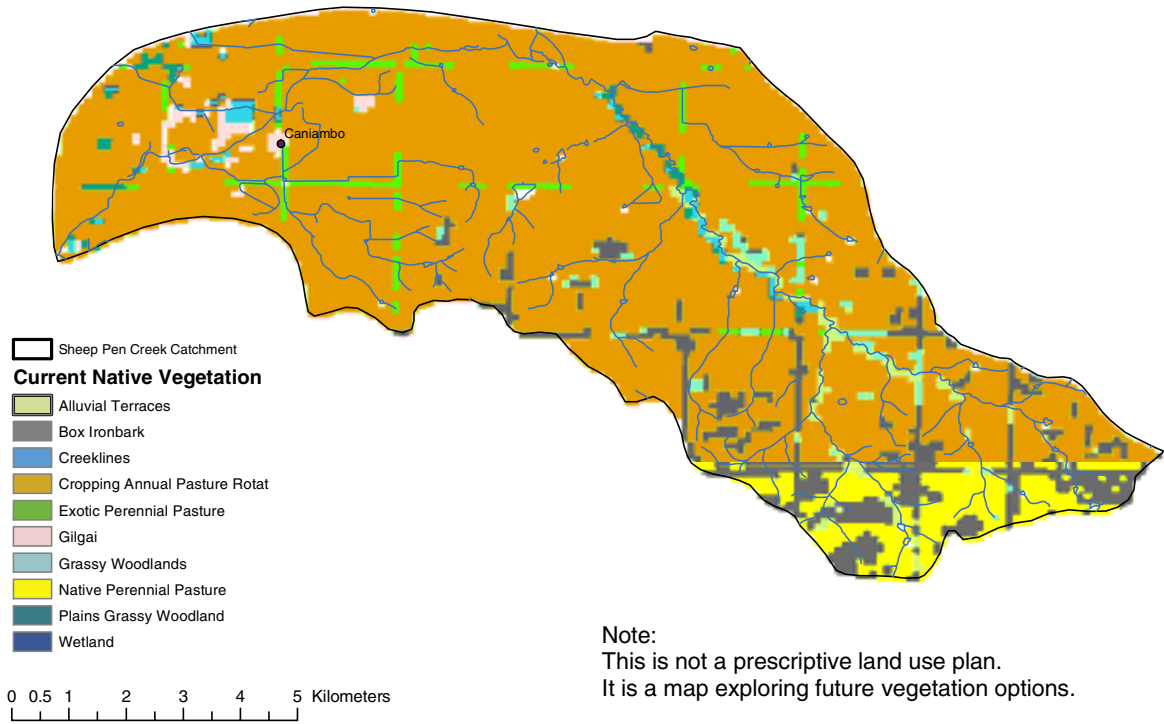 Caniambo
Sheep Pen Creek Catchment
Current Native Vegetation
Alluvial Terraces
Box Ironbark
Creeklines
Cropping Annual Pasture Rotat
Exotic Perennial Pasture
Gilgai
Grassy Woodlands
Native Perennial Pasture
Plains Grassy Woodland
Wetland
0 0.5 1 2 3 4 5 Kilometers
Note:
This is not a prescriptive land use plan.
It is a map exploring future vegetation options.